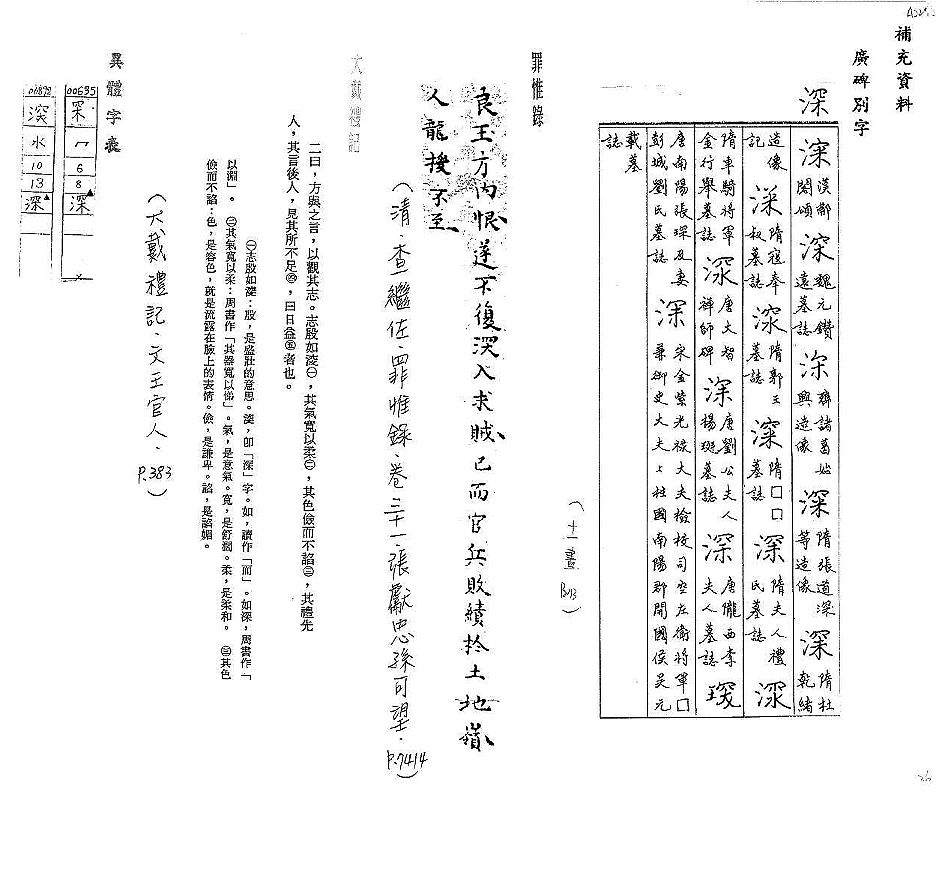 補充資料
廣碑別字
深
深漢郙閣頌深魏元鑽遠墓誌深齊諸葛始興造像深隋張道深等造像深隋杜乾緒
造像記深隋寇奉叔墓誌深隋郭王墓誌深隋□□墓誌深隋夫人禮氏墓誌深
隋車騎將軍金行舉墓誌深唐大智禪師碑深唐劉公夫人楊珽墓誌深唐隴西李夫人墓誌琛
唐南陽張琛及妻彭城劉氏墓誌深宋金紫光祿大夫檢校司空左衛將軍□兼御史大夫上柱國南陽郡開國侯吳元
載墓誌
(十一畫 P.113)
罪惟錄
良玉方內恨遂不復深入求賊已而官兵敗績於土地嶺
人龍援不至
(清查繼佐.罪惟錄.卷三十一.張獻忠孫可望.P.7414)
大戴禮記
二曰，方與之言，以觀其志。志殷如深㊀，其氣寬以柔㊁，其色儉而不諂㊂，其禮先
人，其言後人，見其所不足㊃，曰日益㊄者也。
㊀志殷如深：殷，是盛壯的意思。深，即「深」字。如，讀作「而」。如深，周書作「
以淵」。 ㊁其氣寬以柔：周書作「其器寬以悌」。氣，是意氣。寬，是舒濶。柔，是柔和。 ㊂其色
儉而不諂：色，是容色，就是流露在臉上的表情。儉，是謙卑。諂，是諂媚。
(大戴禮記.文王官人.P.383)
異體字表
00635
冖
6
8
深
水
10
13
深